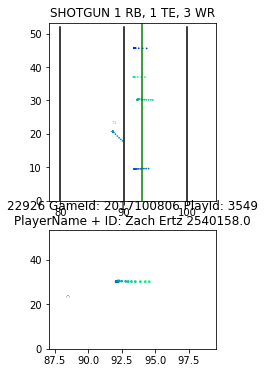 SHOTGUN 1 RB, 1 TE, 3 WR
50
40
30
20
10
0
80 90 100
22926 GameId: 2017100806 PlayId: 3549
PlayerName + ID: Zach Ertz 2540158.0
40
20
0
87.5 90.0 92.5 95.0 97.5